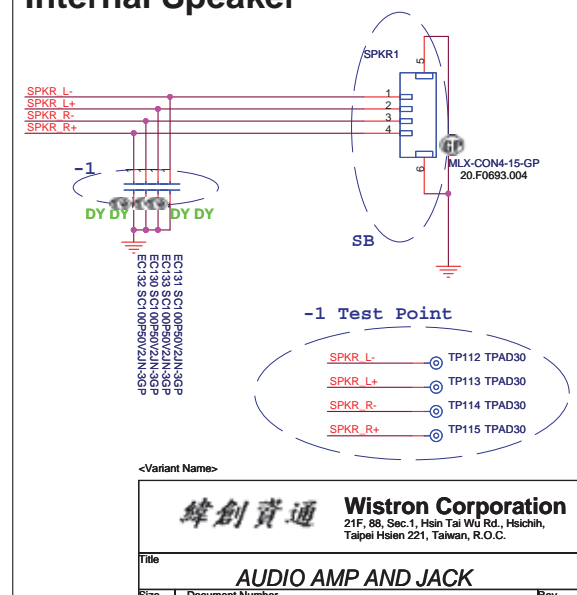 Internal Speaker
SPKR1
SPKR_L-
SPKR_L+
SPKR_R-
SPKR_R+
1
2
3
4
5
6
GP
MLX-CON4-15-GP
20.F0693.004
-1
DY DY DY DY
SB
EC131 SC100P50V2JN-3GP
EC133 SC100P50V2JN-3GP
EC130 SC100P50V2JN-3GP
EC132 SC100P50V2JN-3GP
-1 Test Point
SPKR_L- TP112 TPAD30
SPKR_L+ TP113 TPAD30
SPKR_R- TP114 TPAD30
SPKR_R+ TP115 TPAD30
<Variant Name>
緯創資通 Wistron Corporation
21F, 88, Sec.1, Hsin Tai Wu Rd., Hsichih,
Taipei Hsien 221, Taiwan, R.O.C.
Title
AUDIO AMP AND JACK
Size Document Number Rev